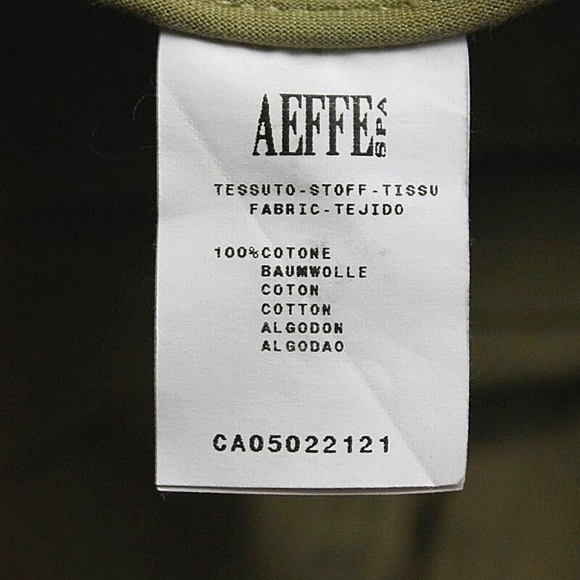 AEFFE SPA
TESSUTO-STOFF-TISSU
FABRIC-TEJIDO
100%COTONE
BAUMWOLLE
COTON
COTTON
ALGODON
ALGODAO
CA05022121